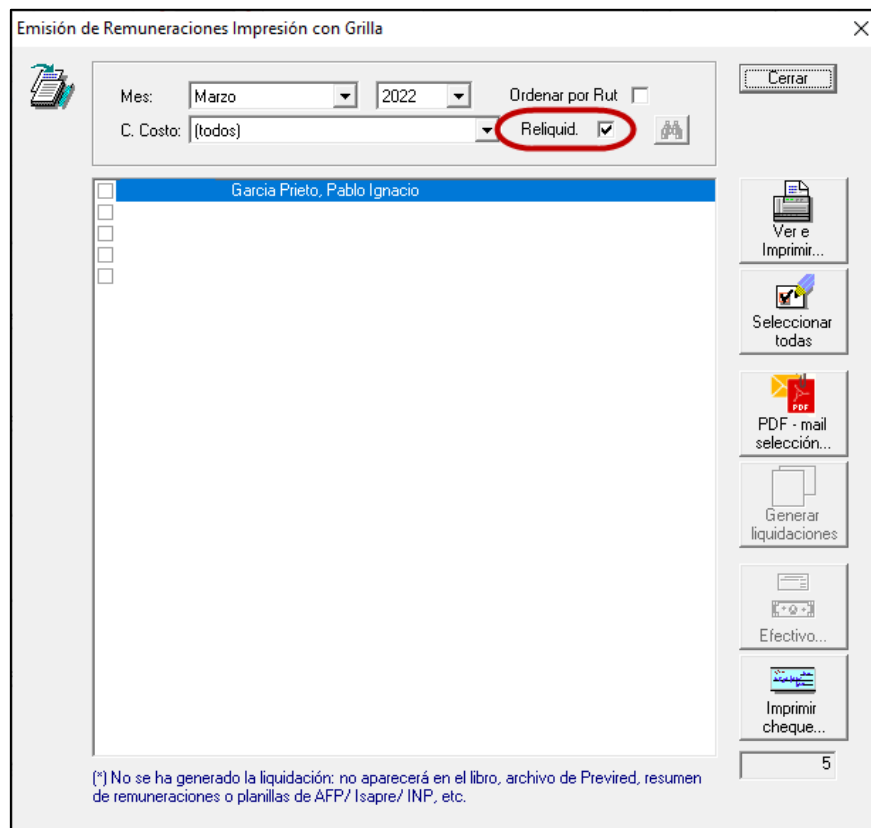 Emisión de Remuneraciones Impresión con Grilla
Cerrar
Mes: Marzo 2022 Ordenar por Rut
C. Costo: (todos) Reliquid.
Garcia Prieto, Pablo Ignacio
Ver e
Imprimir...
Seleccionar
todas
PDF
PDF - mail
selección...
Generar
liquidaciones
Efectivo...
Imprimir
cheque...
5
(*) No se ha generado la liquidación: no aparecerá en el libro, archivo de Previred, resumen
de remuneraciones o planillas de AFP/ Isapre/ INP, etc.